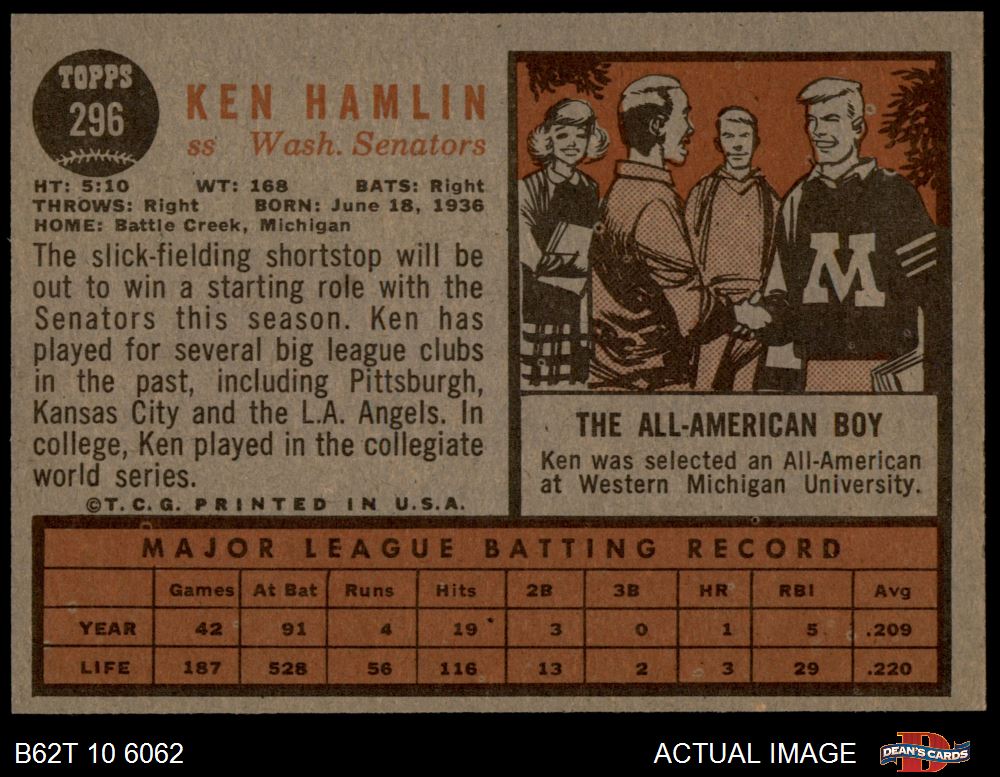 TOPPS
296
KEN HAMLIN
ss Wash. Senators
HT: 5:10 WT: 168 BATS: Right
THROWS: Right BORN: June 18, 1936
HOME: Battle Creek, Michigan
The slick-fielding shortstop will be
out to win a starting role with the
Senators this season. Ken has
played for several big league clubs
in the past, including Pittsburgh,
Kansas City and the L.A. Angels. In
college, Ken played in the collegiate
world series.
©T.C.G. PRINTED IN U.S.A.
M
THE ALL-AMERICAN BOY
Ken was selected an All-American
at Western Michigan University.
MAJOR LEAGUE BATTING RECORD
Games At Bat Runs Hits 2B 3B HR RBI Avg
YEAR 42 91 4 19 3 0 1 5 .209
LIFE 187 528 56 116 13 2 3 29 .220
B62T 10 6062
ACTUAL IMAGE
D
DEAN'S CARDS